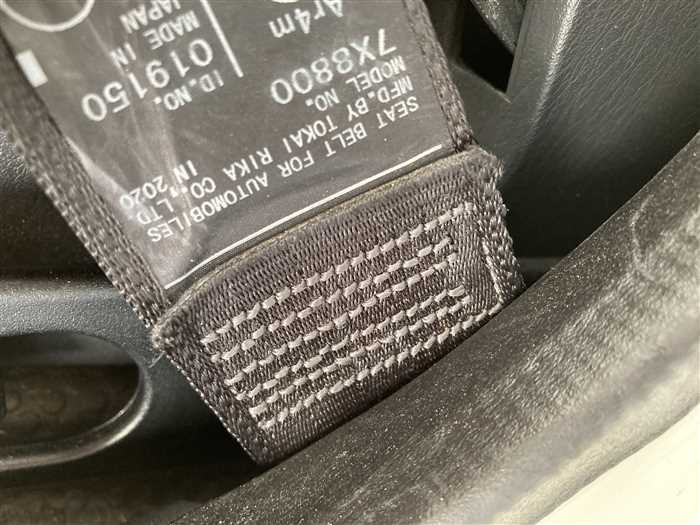 SEAT BELT FOR AUTOMOBILES
MFD. BY TOKAI RIKA CO., LTD
MODEL NO. IN 2020
7X8800
Ar4m
ID.NO.
019150
MADE IN
JAPAN